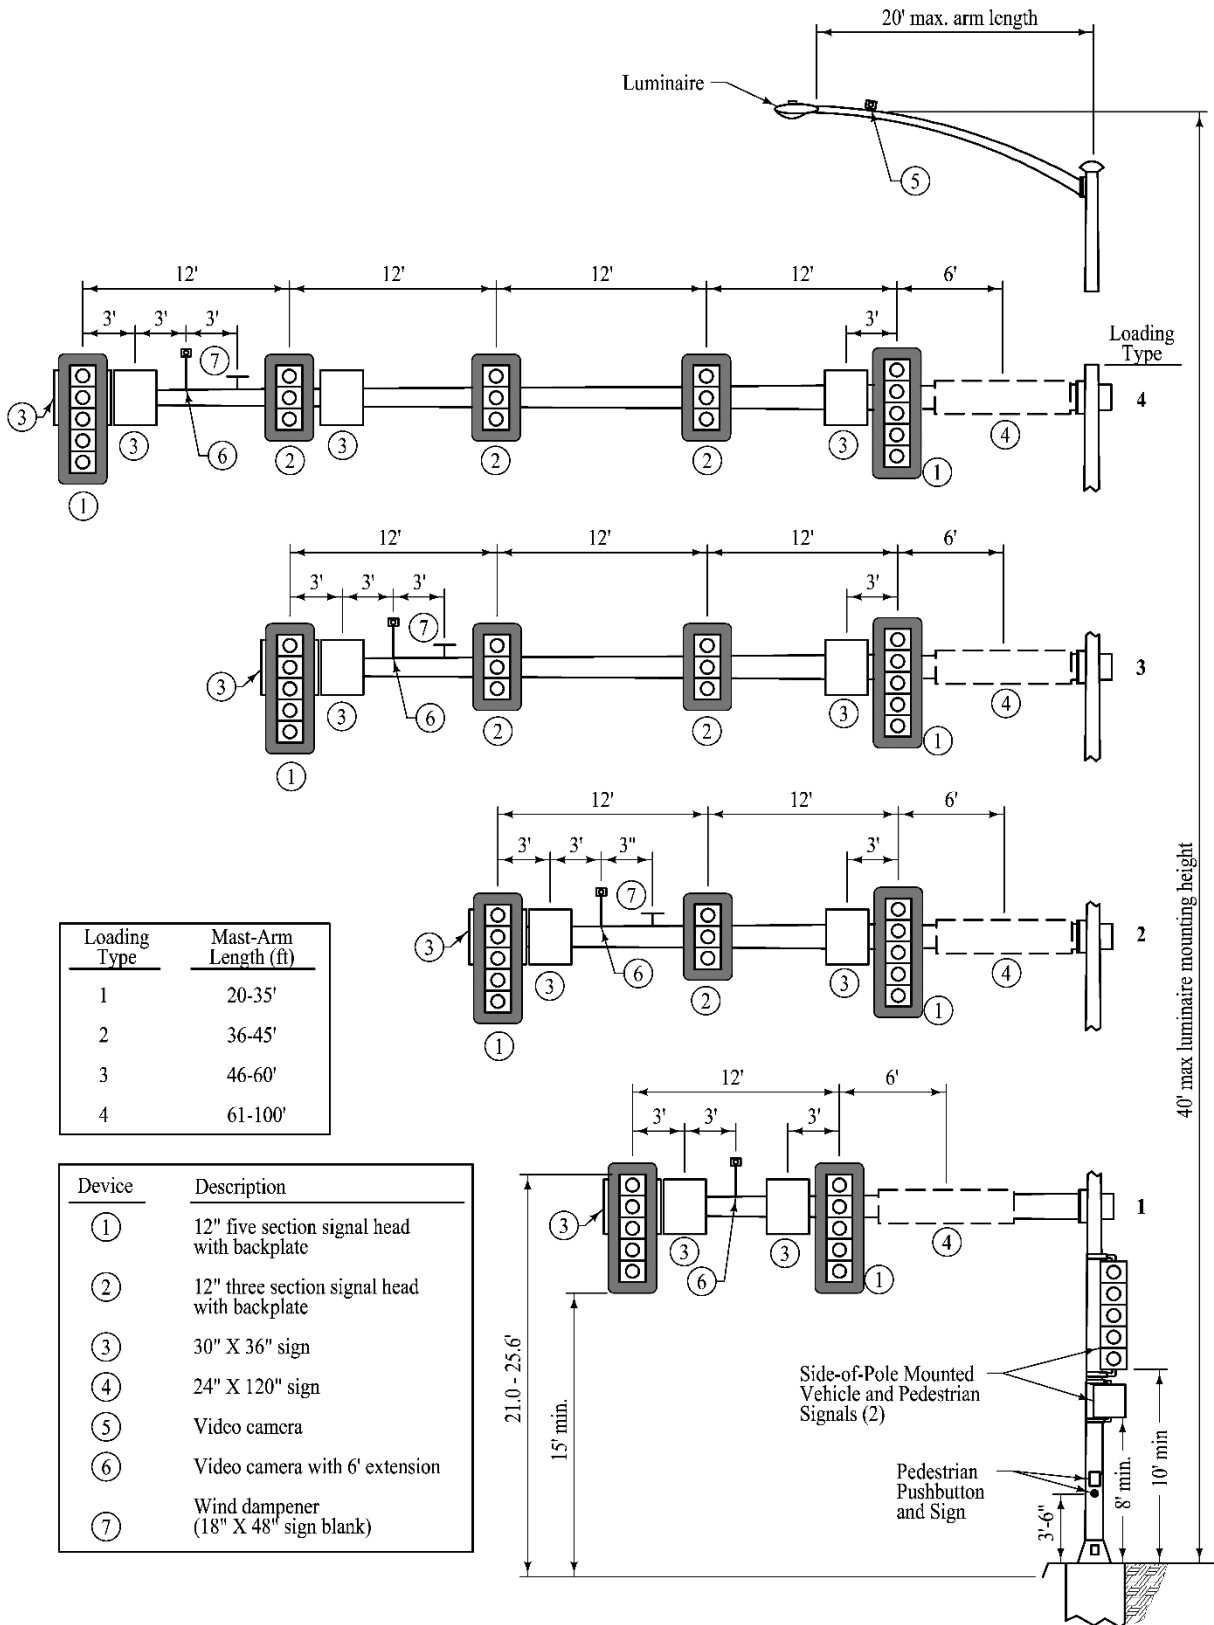 20' max. arm length
Luminaire
5
12' 12' 12' 12' 6'
3' 3' 3' 3'
Loading
Type
7
3 3 6 2 3 2 2 3 1 4
4
1
12' 12' 12' 6'
3' 3' 3' 3'
7
3 3 6 2 2 3 1 4
3
1
12' 12' 6'
3' 3' 3" 3'
7
3 3 6 2 3 1 4
2
1
40' max luminaire mounting height
Loading Type Mast-Arm Length (ft)
1 20-35'
2 36-45'
3 46-60'
4 61-100'
12' 6'
3' 3' 3'
3 3 6 3 1 4
1
Device Description
1 12" five section signal head
with backplate
2 12" three section signal head
with backplate
3 30" X 36" sign
4 24" X 120" sign
5 Video camera
6 Video camera with 6' extension
7 Wind dampener
(18" X 48" sign blank)
21.0 - 25.6'
15' min.
Side-of-Pole Mounted
Vehicle and Pedestrian
Signals (2)
Pedestrian
Pushbutton
and Sign
3'-6"
8' min.
10' min